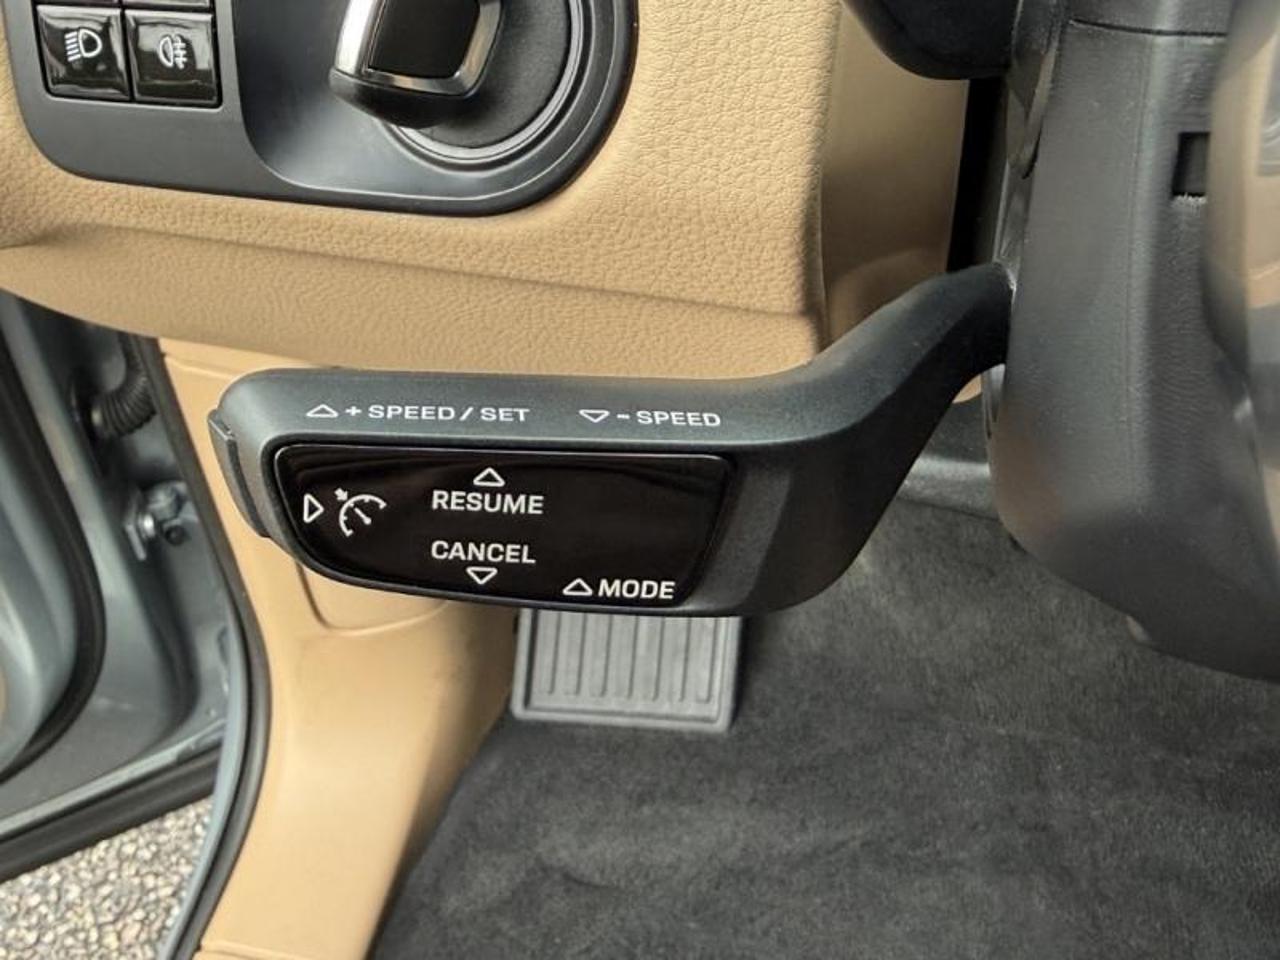 + SPEED / SET - SPEED
RESUME
CANCEL
MODE